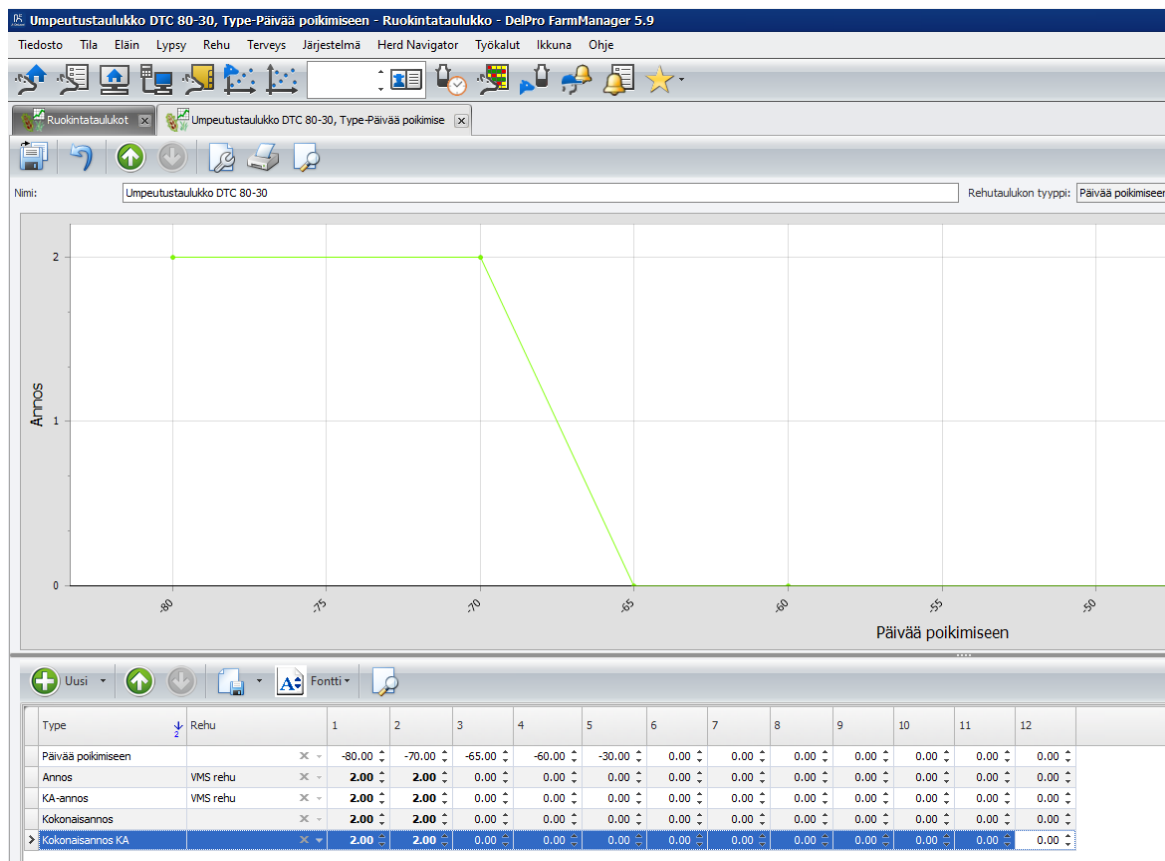 Umpeutustaulukko DTC 80-30, Type-Päivää poikimiseen - Ruokintataulukko - DelPro FarmManager 5.9
Tiedosto Tila Eläin Lypsy Rehu Terveys Järjestelmä Herd Navigator Työkalut Ikkuna Ohje
Ruokintataulukot Umpeutustaulukko DTC 80-30, Type-Päivää poikimise
Nimi: Umpeutustaulukko DTC 80-30 Rehutaulukon tyyppi: Päivää poikimiseen
2
1
0
Annos
-80 -75 -70 -65 -60 -55 -50
Päivää poikimiseen
Uusi Fontti
Type 2 Rehu 1 2 3 4 5 6 7 8 9 10 11 12
Päivää poikimiseen -80.00 -70.00 -65.00 -60.00 -30.00 0.00 0.00 0.00 0.00 0.00 0.00 0.00
Annos VMS rehu 2.00 2.00 0.00 0.00 0.00 0.00 0.00 0.00 0.00 0.00 0.00 0.00
KA-annos VMS rehu 2.00 2.00 0.00 0.00 0.00 0.00 0.00 0.00 0.00 0.00 0.00 0.00
Kokonaisannos 2.00 2.00 0.00 0.00 0.00 0.00 0.00 0.00 0.00 0.00 0.00 0.00
Kokonaisannos KA 2.00 2.00 0.00 0.00 0.00 0.00 0.00 0.00 0.00 0.00 0.00 0.00